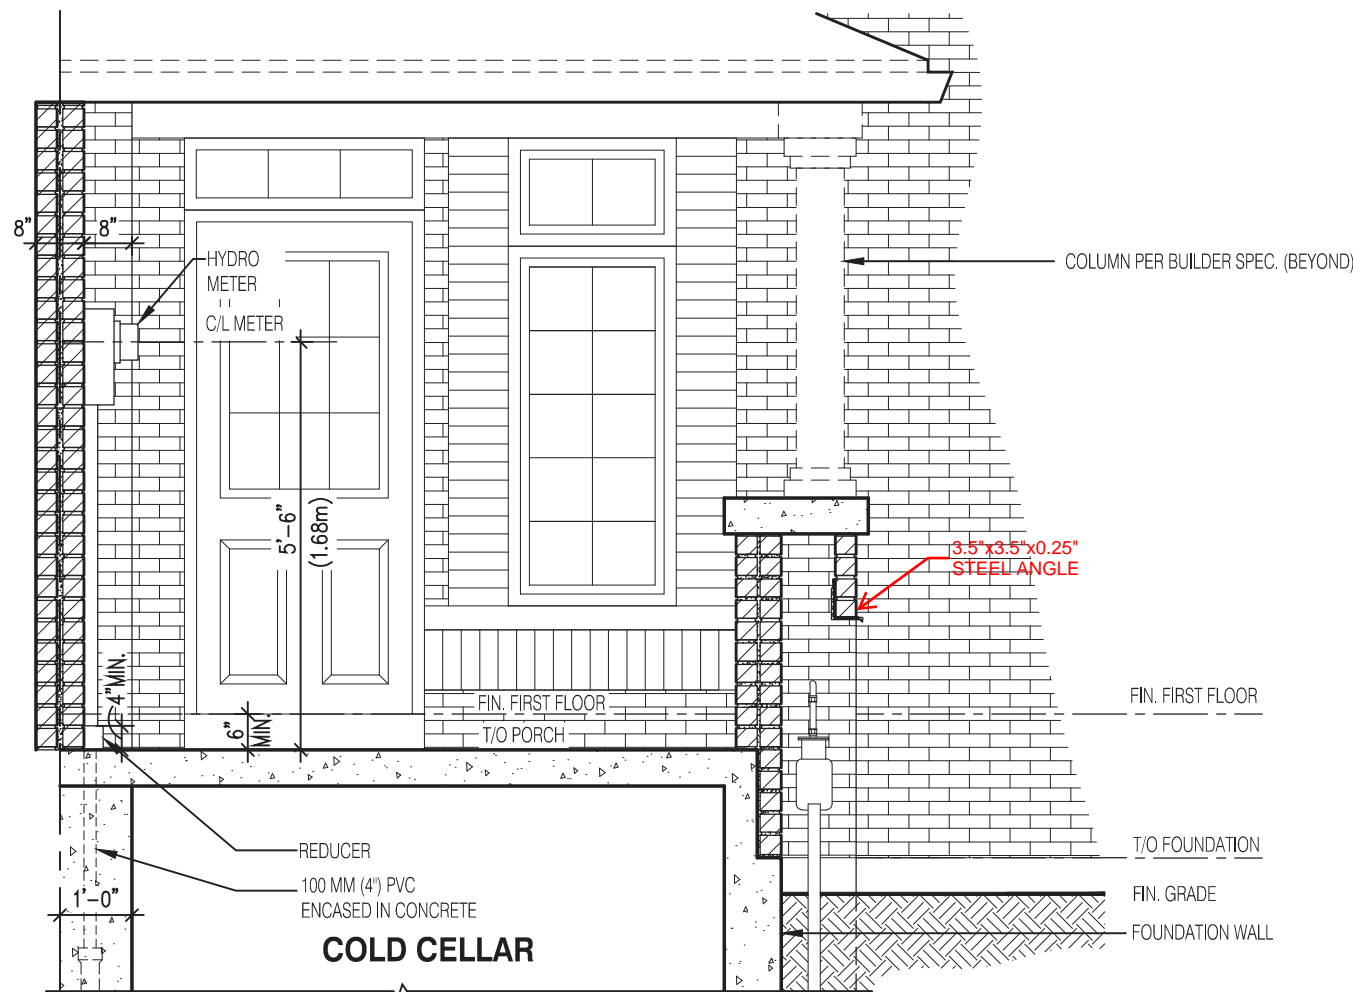 8"
8"
HYDRO
METER
C/L METER
COLUMN PER BUILDER SPEC. (BEYOND)
5'-6"
(1.68m)
3.5"x3.5"x0.25"
STEEL ANGLE
4"MIN.
6"
MIN.
FIN. FIRST FLOOR
T/O PORCH
FIN. FIRST FLOOR
REDUCER
100 MM (4") PVC
ENCASED IN CONCRETE
1'-0"
COLD CELLAR
T/O FOUNDATION
FIN. GRADE
FOUNDATION WALL